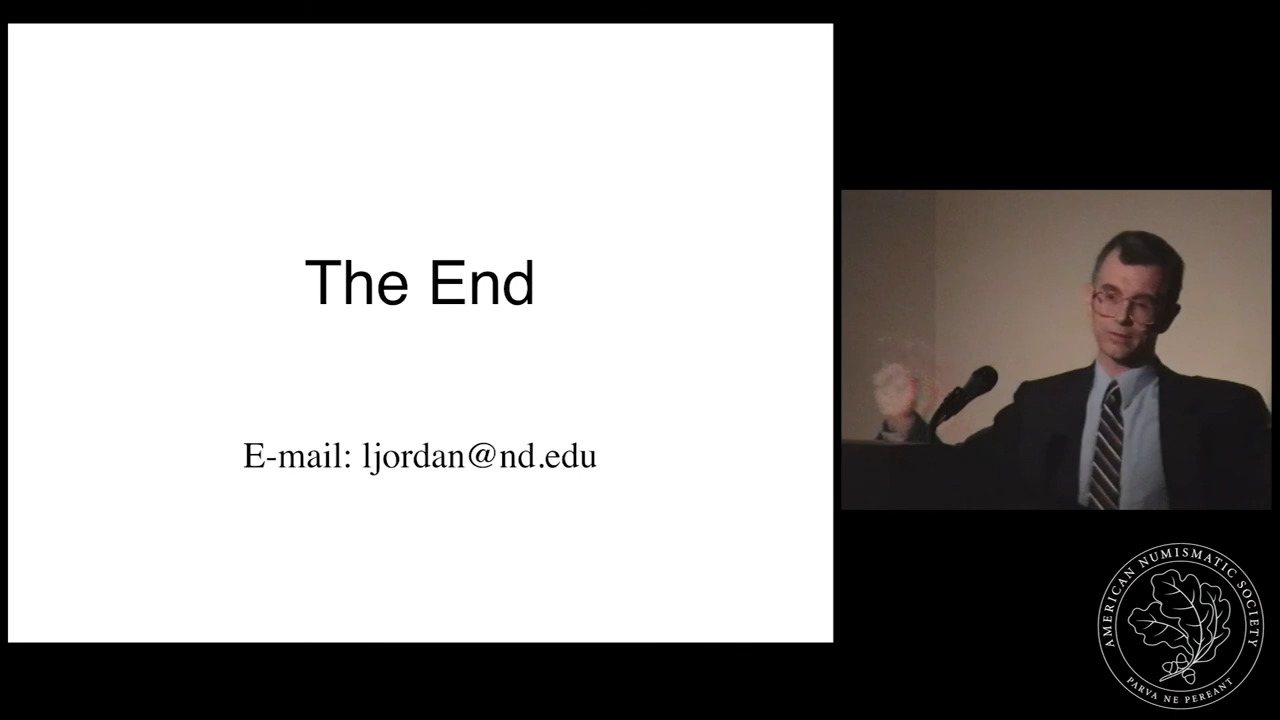 The End
E-mail: ljordan@nd.edu
AMERICAN NUMISMATIC SOCIETY
PARVA NE PEREANT